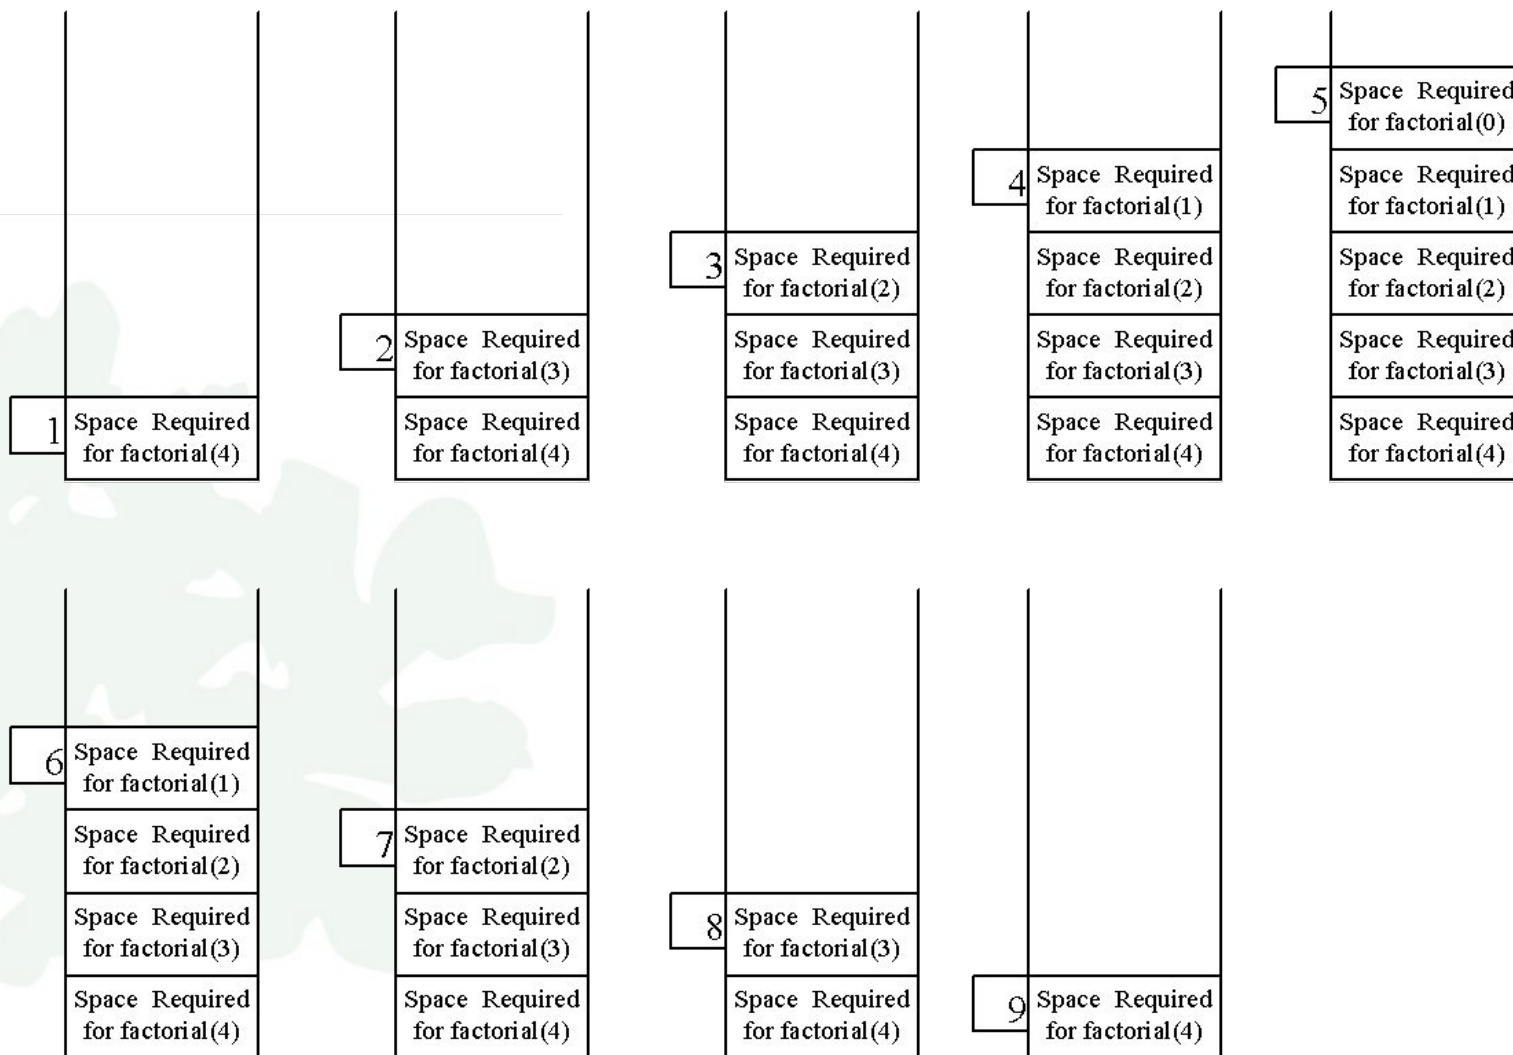 1
Space Required
for factorial(4)
2
Space Required
for factorial(3)
Space Required
for factorial(4)
3
Space Required
for factorial(2)
Space Required
for factorial(3)
Space Required
for factorial(4)
4
Space Required
for factorial(1)
Space Required
for factorial(2)
Space Required
for factorial(3)
Space Required
for factorial(4)
5
Space Required
for factorial(0)
Space Required
for factorial(1)
Space Required
for factorial(2)
Space Required
for factorial(3)
Space Required
for factorial(4)
6
Space Required
for factorial(1)
Space Required
for factorial(2)
Space Required
for factorial(3)
Space Required
for factorial(4)
7
Space Required
for factorial(2)
Space Required
for factorial(3)
Space Required
for factorial(4)
8
Space Required
for factorial(3)
Space Required
for factorial(4)
9
Space Required
for factorial(4)